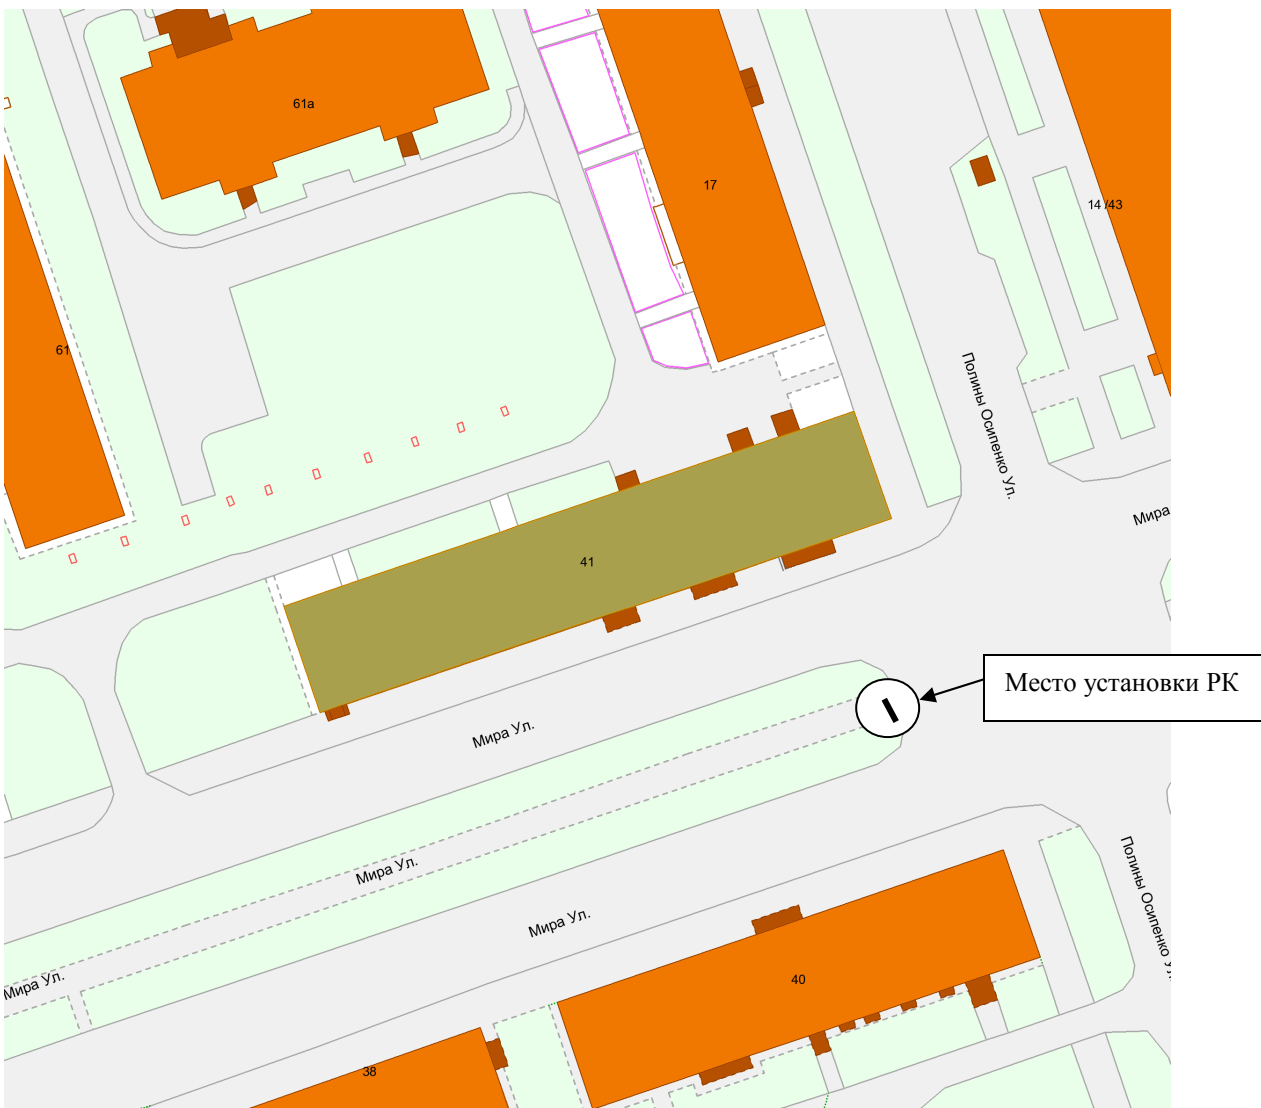 61а
17
14 /43
61
Полины Осипенко Ул.
Мира
41
Место установки РК
Мира Ул.
Мира Ул.
Полины Осипенко У
Мира Ул.
40
Мира Ул.
38